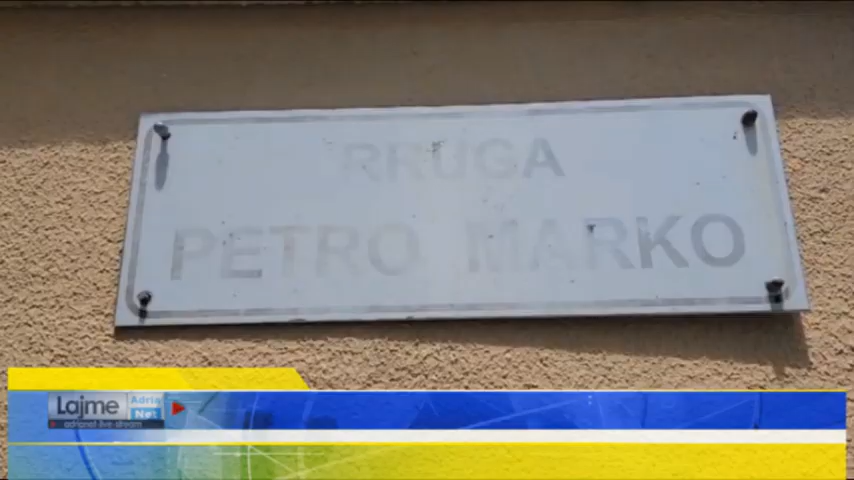 RRUGA
PETRO MARKO
Lajme Adria Net
adrianet live stream